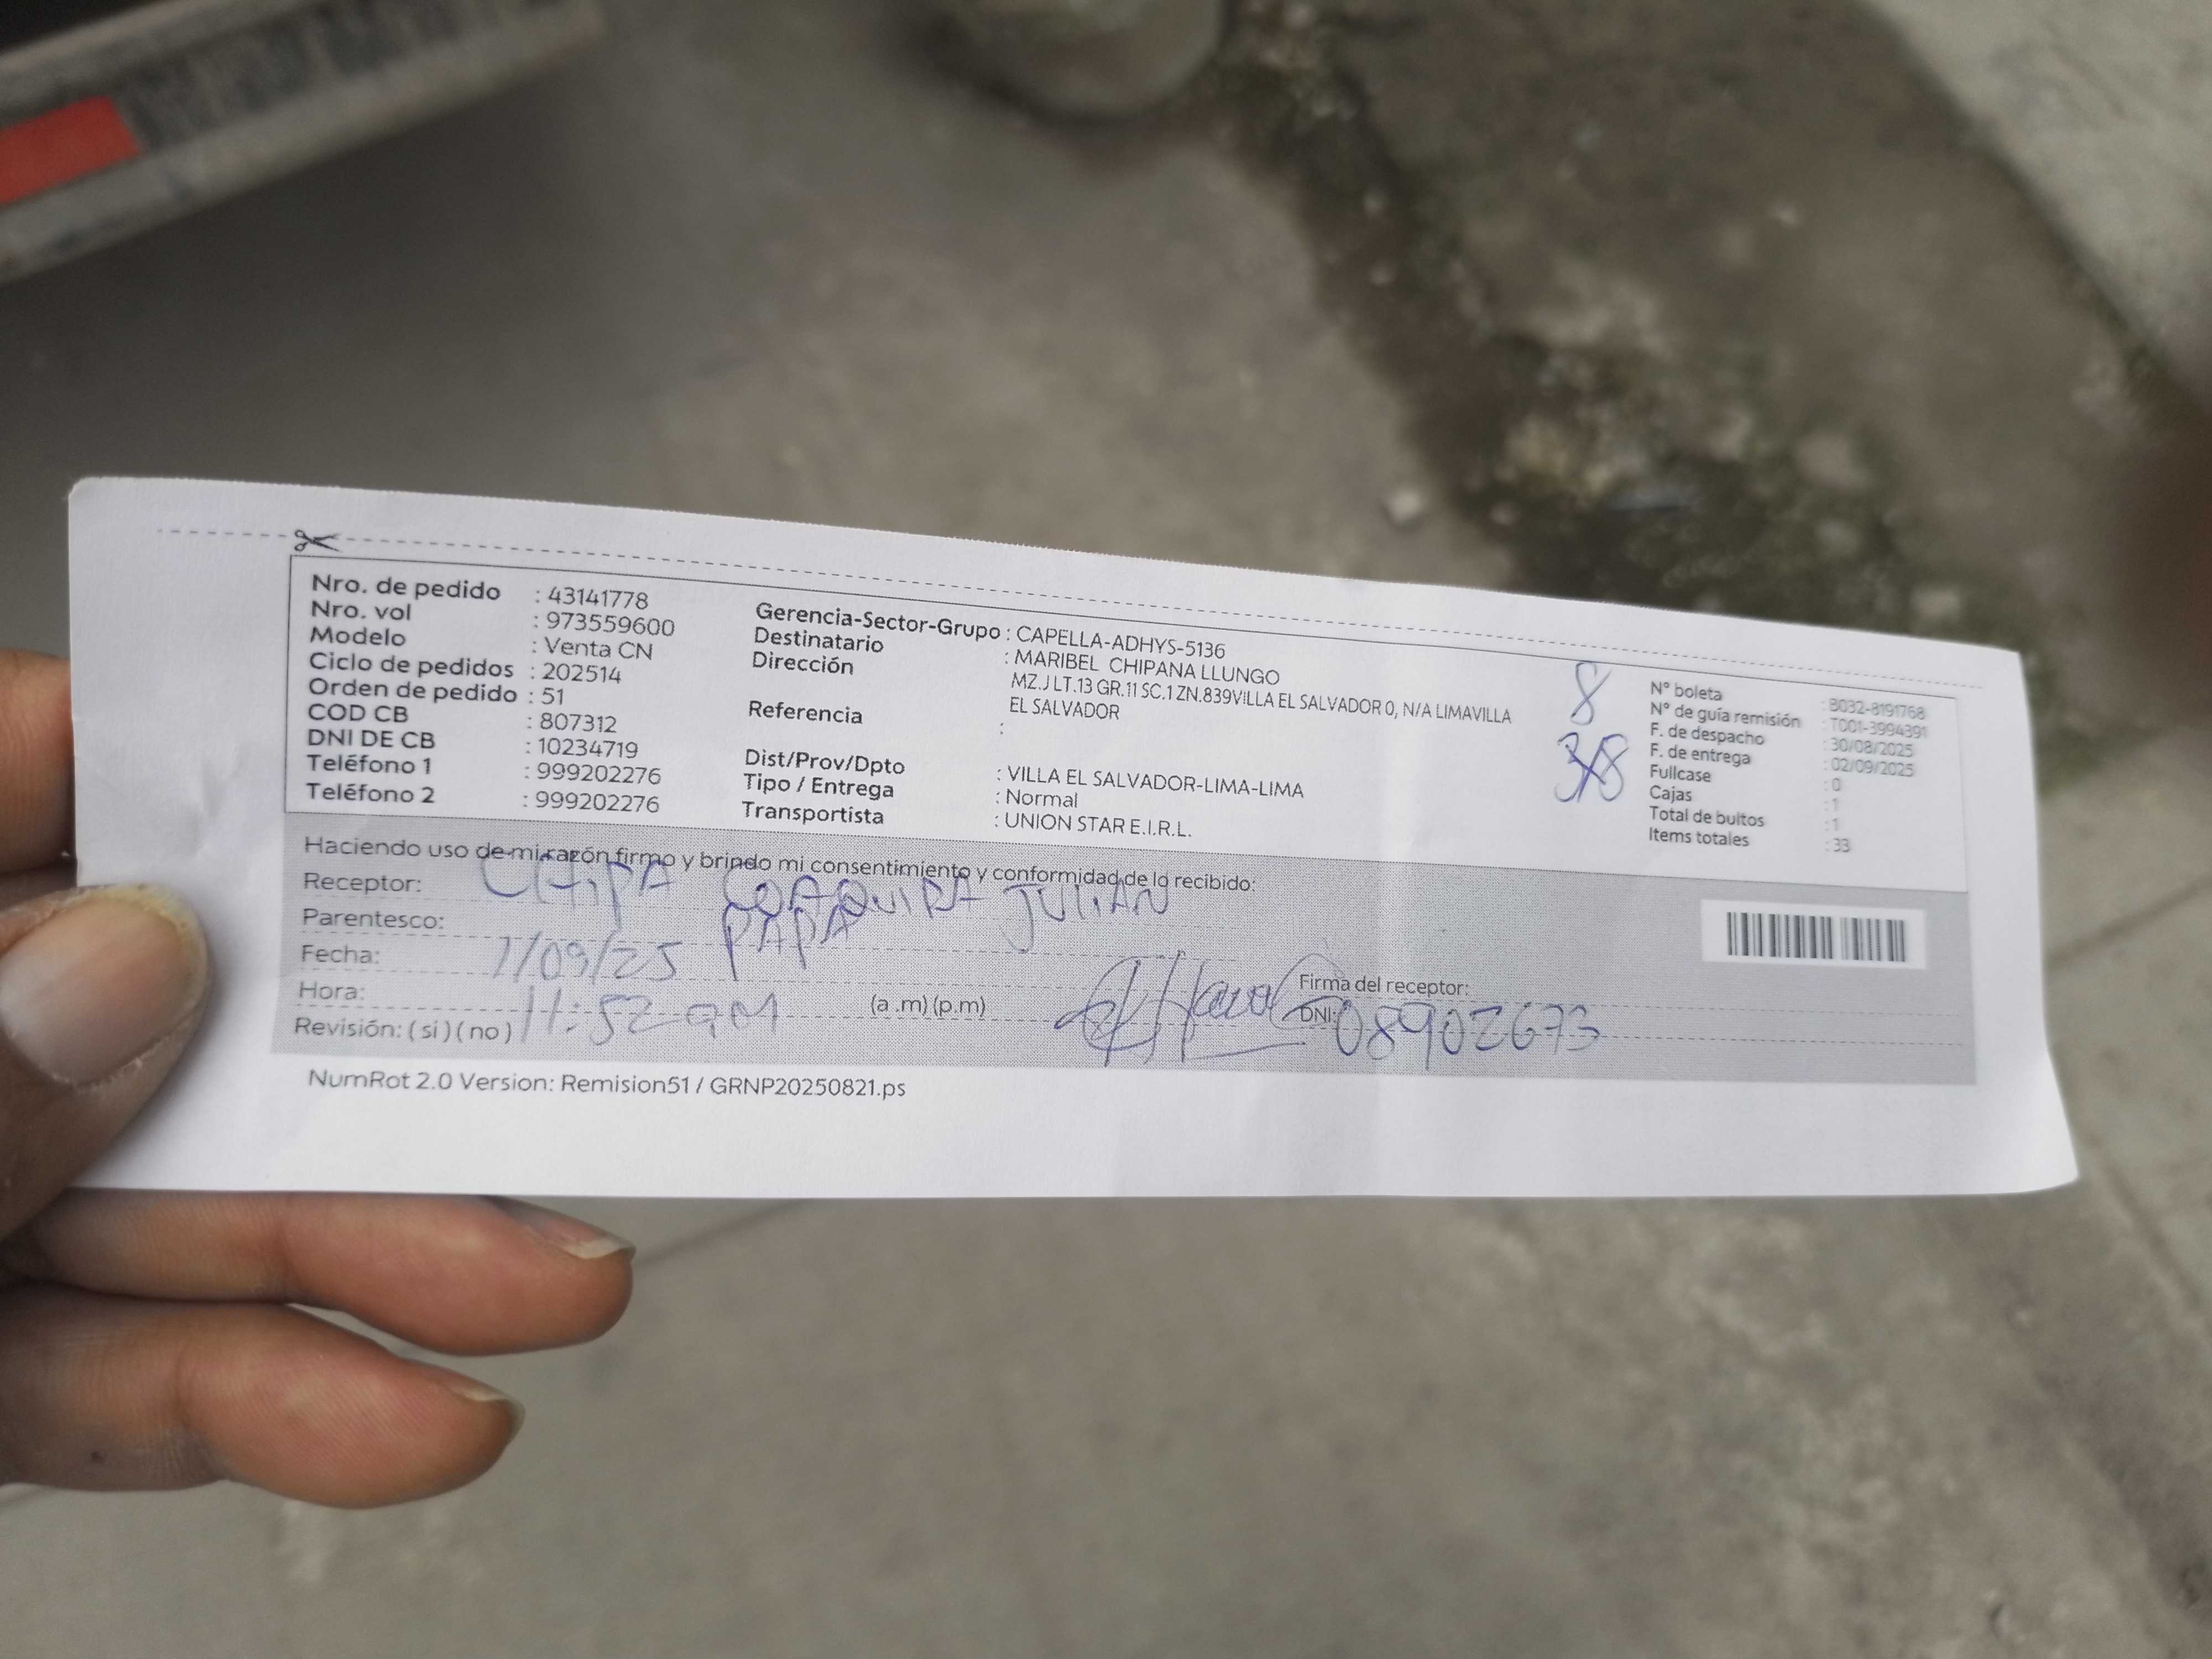 Nro. de pedido : 43141778
Nro. vol : 973559600
Modelo : Venta CN
Ciclo de pedidos : 202514
Orden de pedido : 51
COD CB : 807312
DNI DE CB : 10234719
Teléfono 1 : 999202276
Teléfono 2 : 999202276
Gerencia-Sector-Grupo : CAPELLA-ADHYS-5136
Destinatario : MARIBEL CHIPANA LLUNGO
Dirección MZ.J LT.13 GR.11 SC.1 ZN.839VILLA EL SALVADOR 0, N/A LIMAVILLA
EL SALVADOR
Referencia :
Dist/Prov/Dpto : VILLA EL SALVADOR-LIMA-LIMA
Tipo / Entrega : Normal
Transportista : UNION STAR E.I.R.L.
8
3/8
N° boleta : B032-8191768
N° de guía remisión : T001-3994391
F. de despacho : 30/08/2025
F. de entrega : 02/09/2025
Fullcase : 0
Cajas : 1
Total de bultos : 1
Items totales : 33
Haciendo uso de mi razón firmo y brindo mi consentimiento y conformidad de lo recibido:
Receptor: COAQUIRA JULIAN
Parentesco: PAPA
Fecha: 1/09/25
Hora: 11:52 am (a .m) (p.m)
Revisión: ( si ) ( no )
Firma del receptor:
DNI: 08902673
NumRot 2.0 Version: Remision51 / GRNP20250821.ps